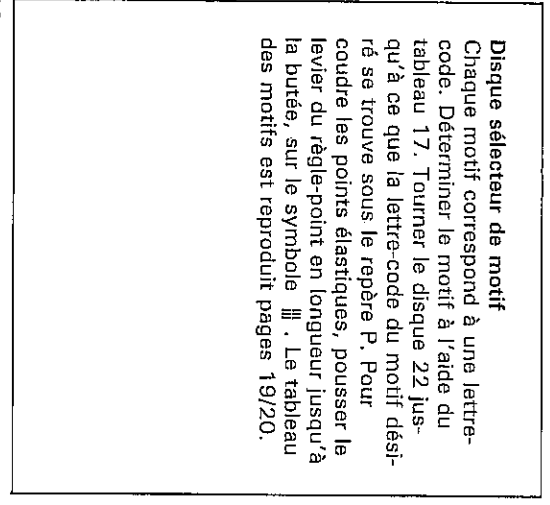 Disque sélecteur de motif
Chaque motif correspond à une lettre-
code. Déterminer le motif à l'aide du
tableau 17. Tourner le disque 22 jus-
qu'à ce que la lettre-code du motif dési-
ré se trouve sous le repère P. Pour
coudre les points élastiques, pousser le
levier du règle-point en longueur jusqu'à
la butée, sur le symbole ⫼ . Le tableau
des motifs est reproduit pages 19/20.